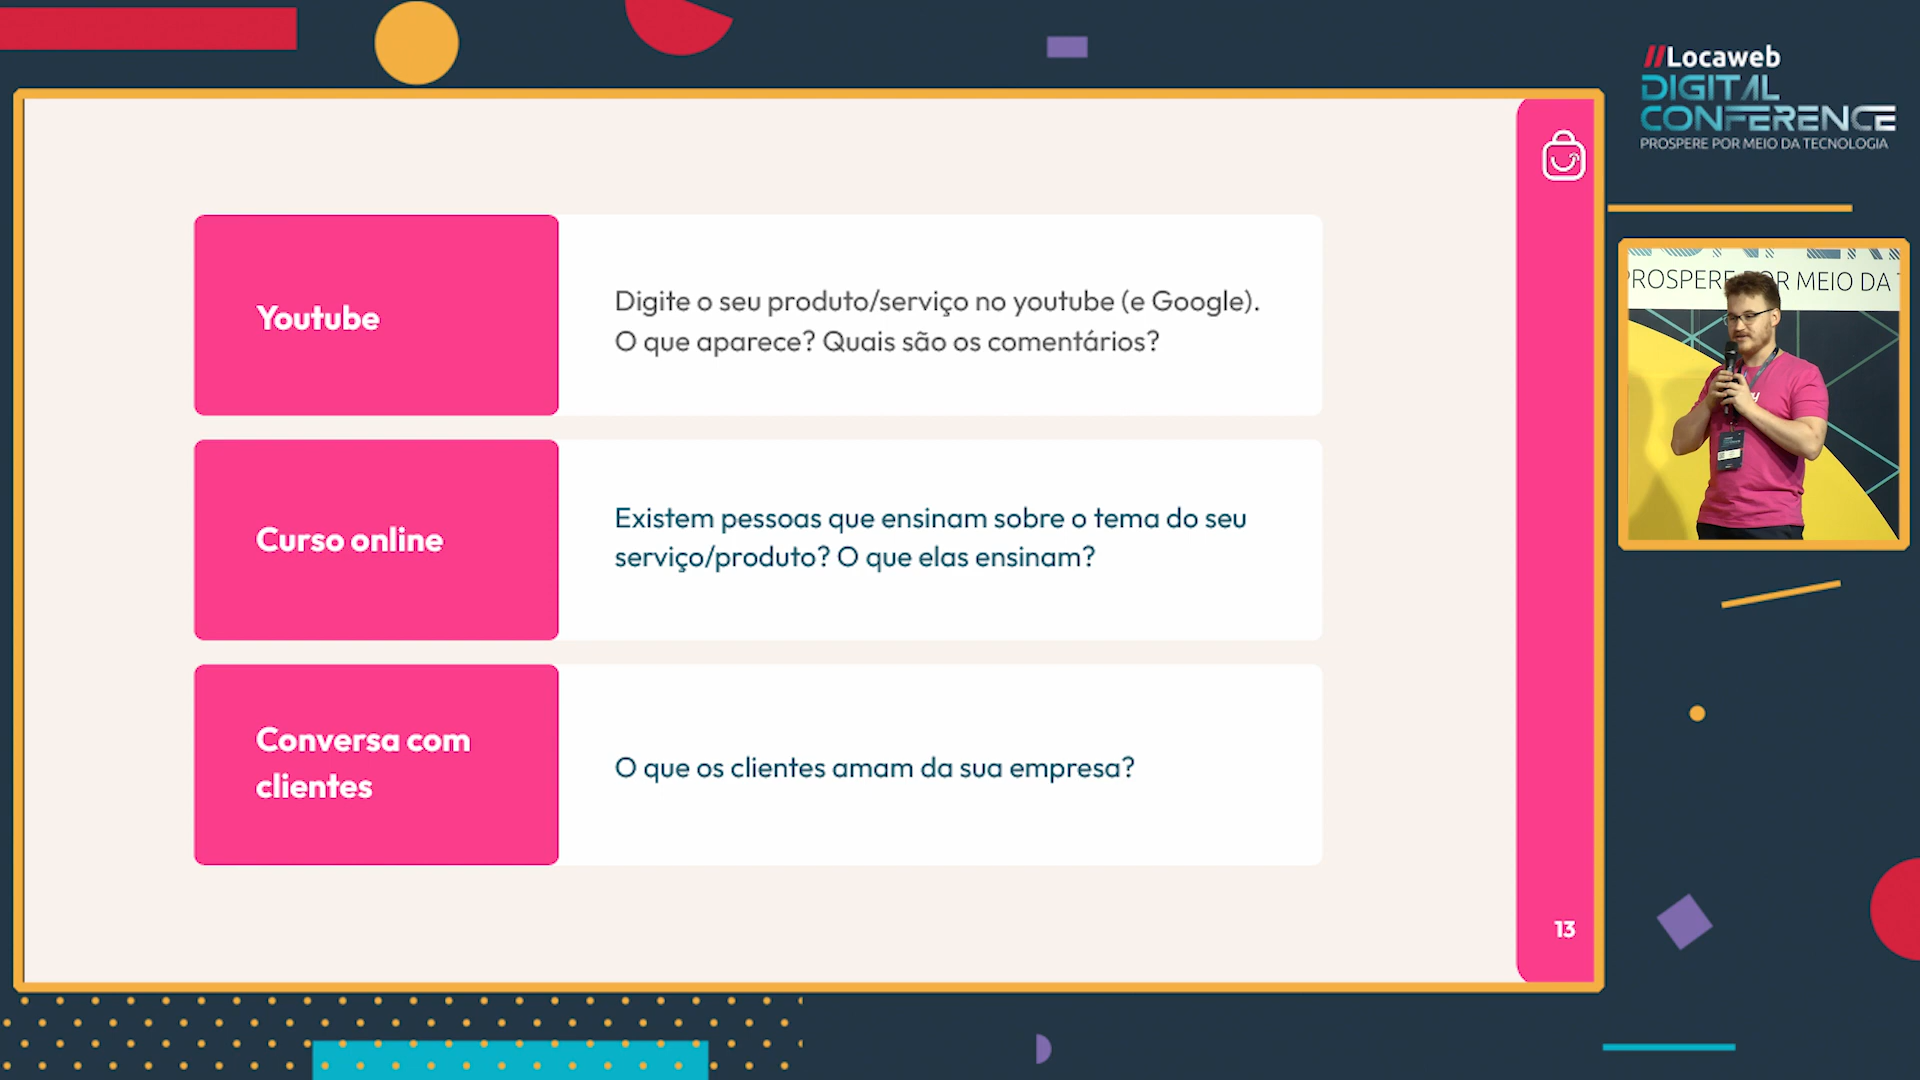 //Locaweb
DIGITAL
CONFERENCE
PROSPERE POR MEIO DA TECNOLOGIA
Youtube
Digite o seu produto/serviço no youtube (e Google).
O que aparece? Quais são os comentários?
Curso online
Existem pessoas que ensinam sobre o tema do seu
serviço/produto? O que elas ensinam?
Conversa com
clientes
O que os clientes amam da sua empresa?
13
PROSPERE POR MEIO DA